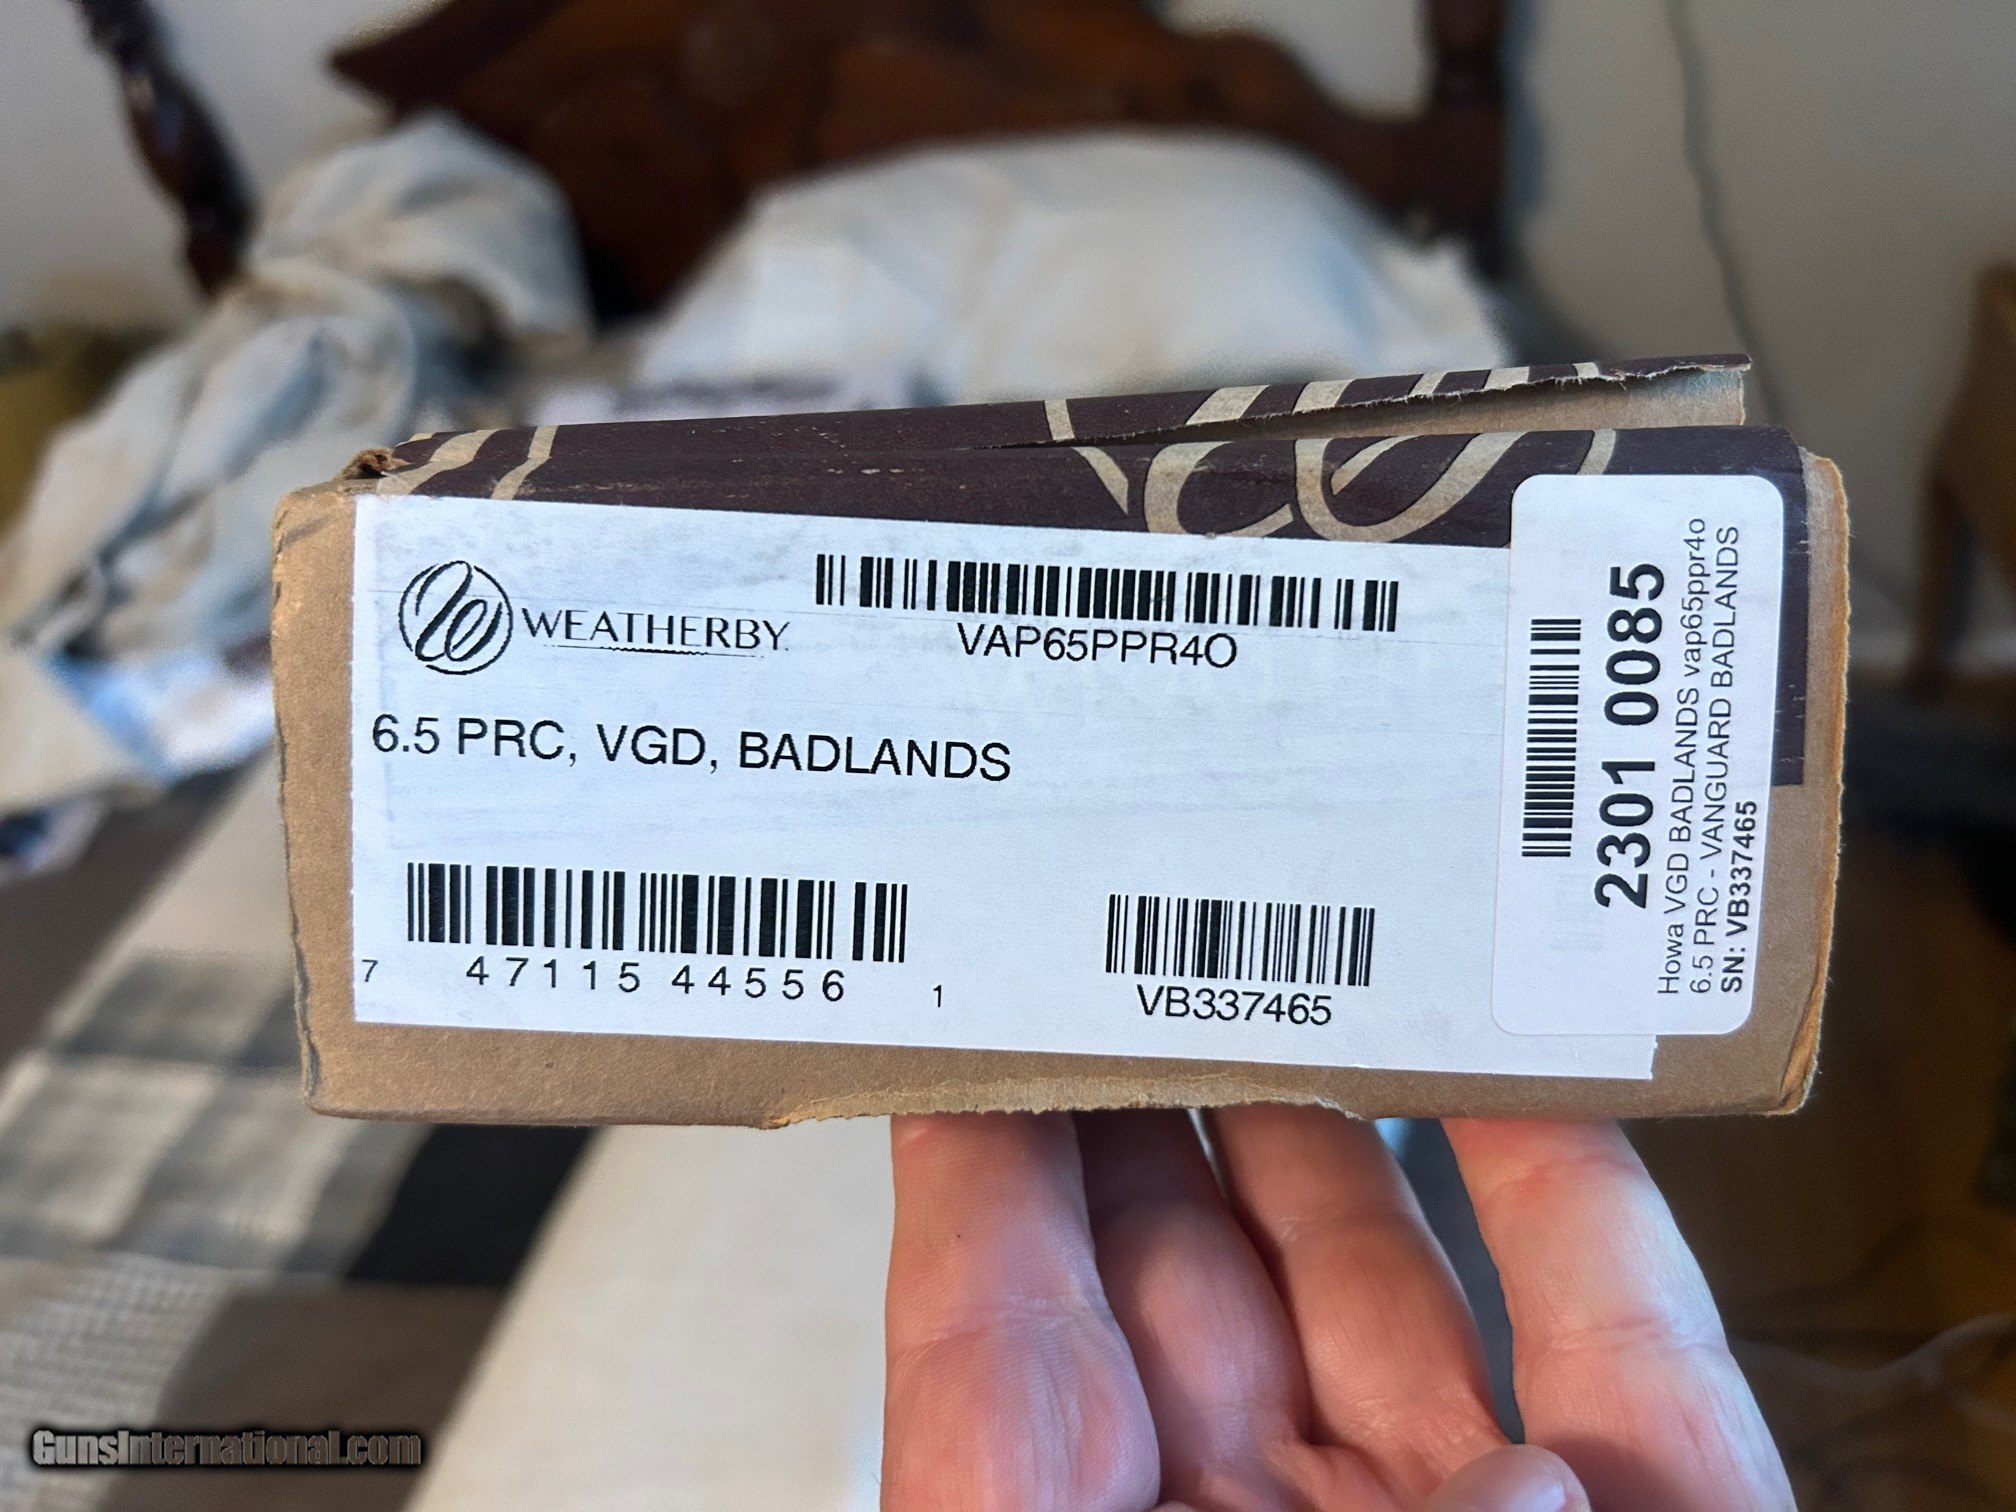 WEATHERBY.
VAP65PPR4O
6.5 PRC, VGD, BADLANDS
7 47115 44556 1
VB337465
2301 0085
Howa VGD BADLANDS vap65ppr4o
6.5 PRC - VANGUARD BADLANDS
SN: VB337465
GunsInternational.com